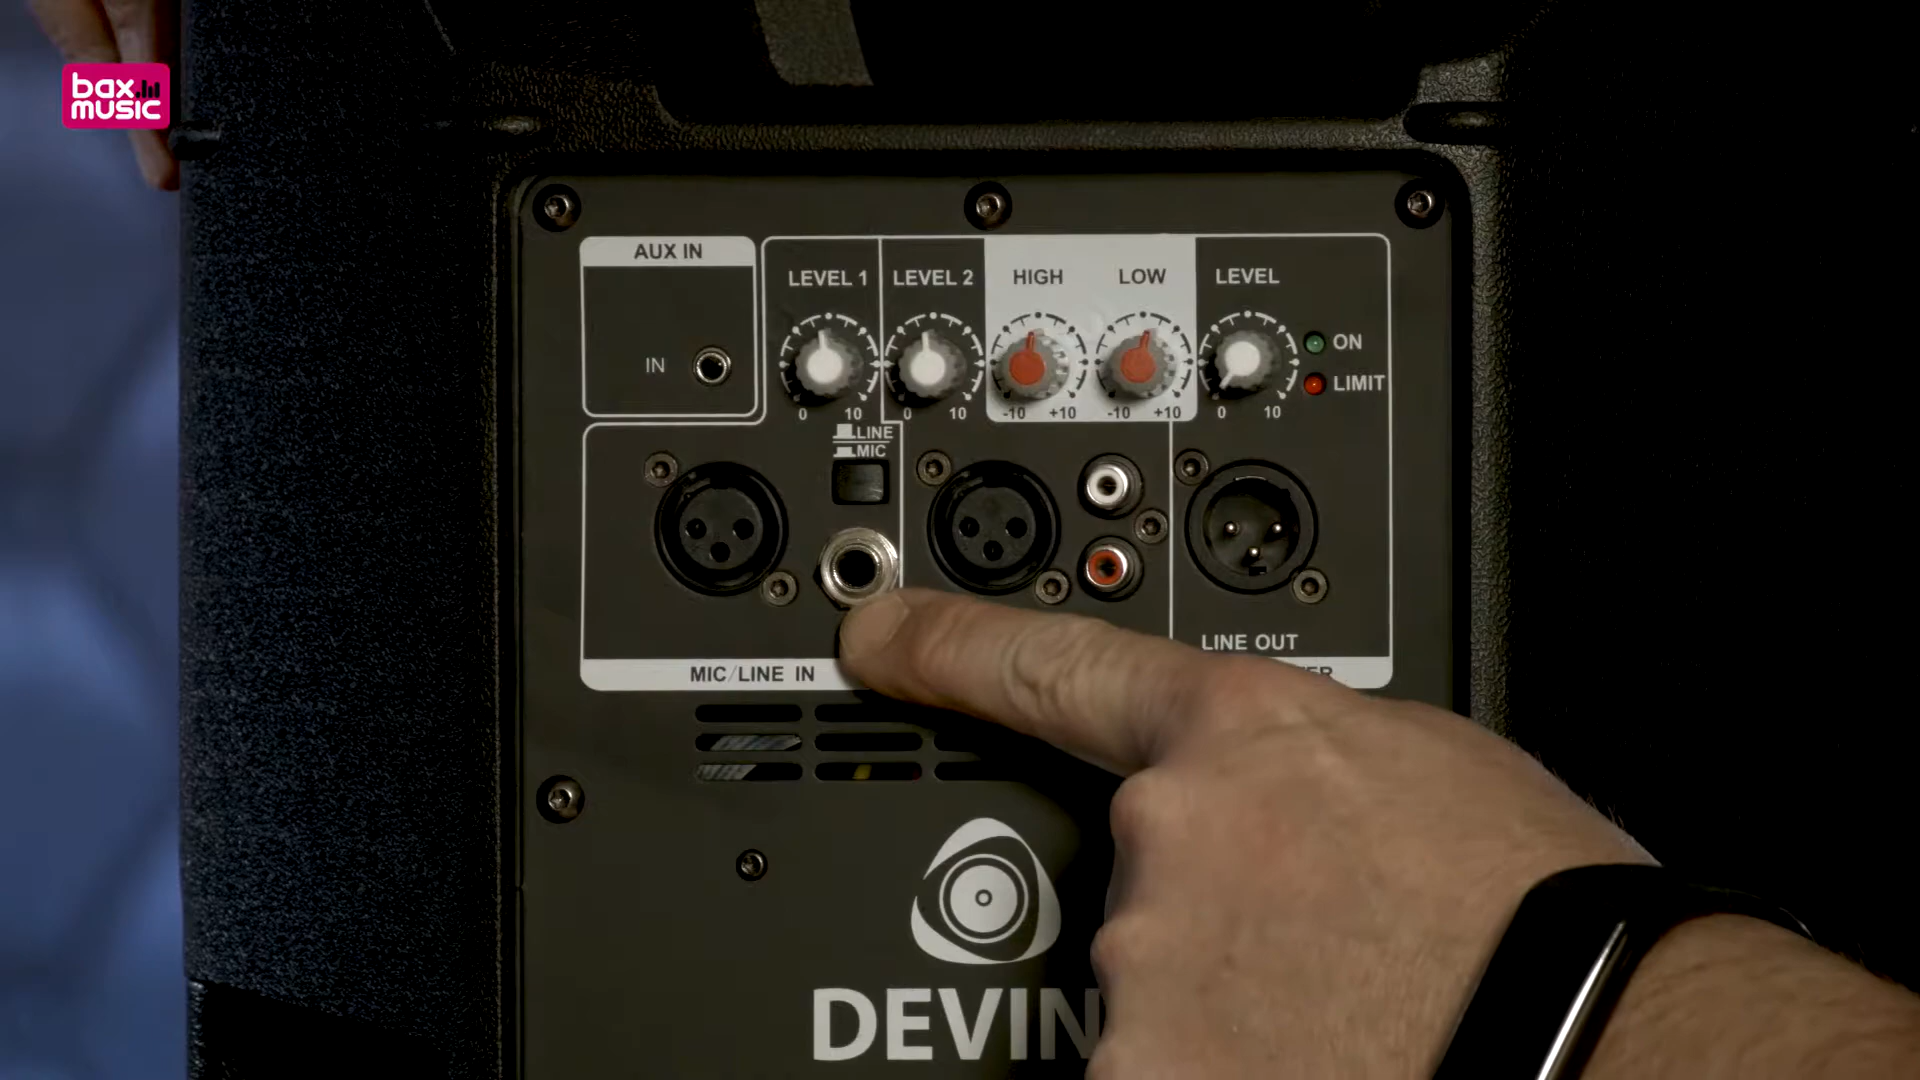 bax
music
AUX IN
LEVEL 1
LEVEL 2
HIGH
LOW
LEVEL
IN
ON
LIMIT
0 10
0 10
-10 +10
-10 +10
0 10
LINE
MIC
LINE OUT
MIC/LINE IN
DEVIN